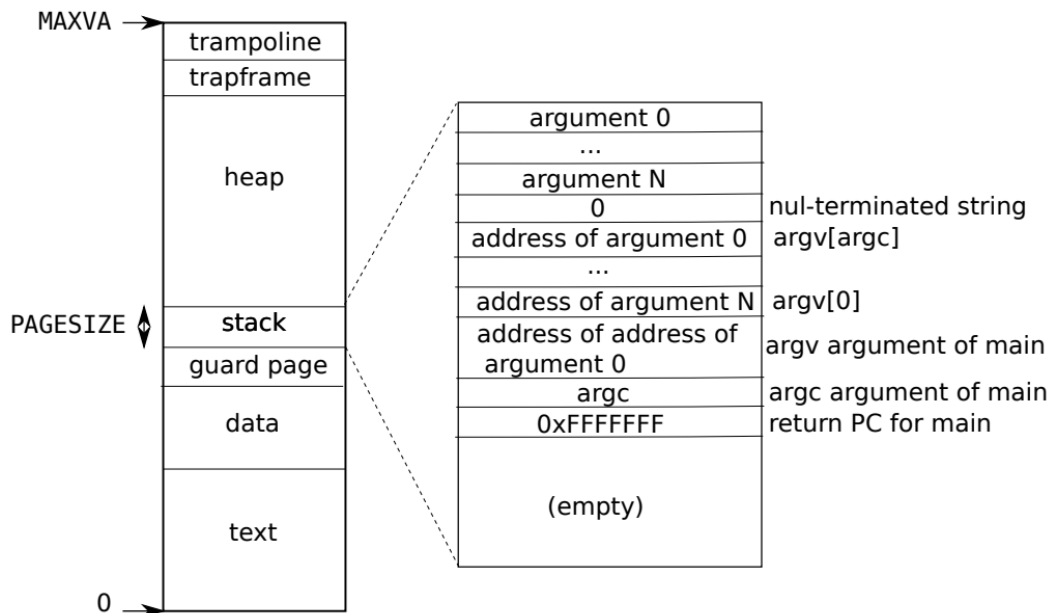 MAXVA
trampoline
trapframe
heap
PAGESIZE
stack
guard page
data
text
0
argument 0
...
argument N
0 nul-terminated string
address of argument 0 argv[argc]
...
address of argument N argv[0]
address of address of
argument 0
argv argument of main
argc argc argument of main
0xFFFFFFF return PC for main
(empty)